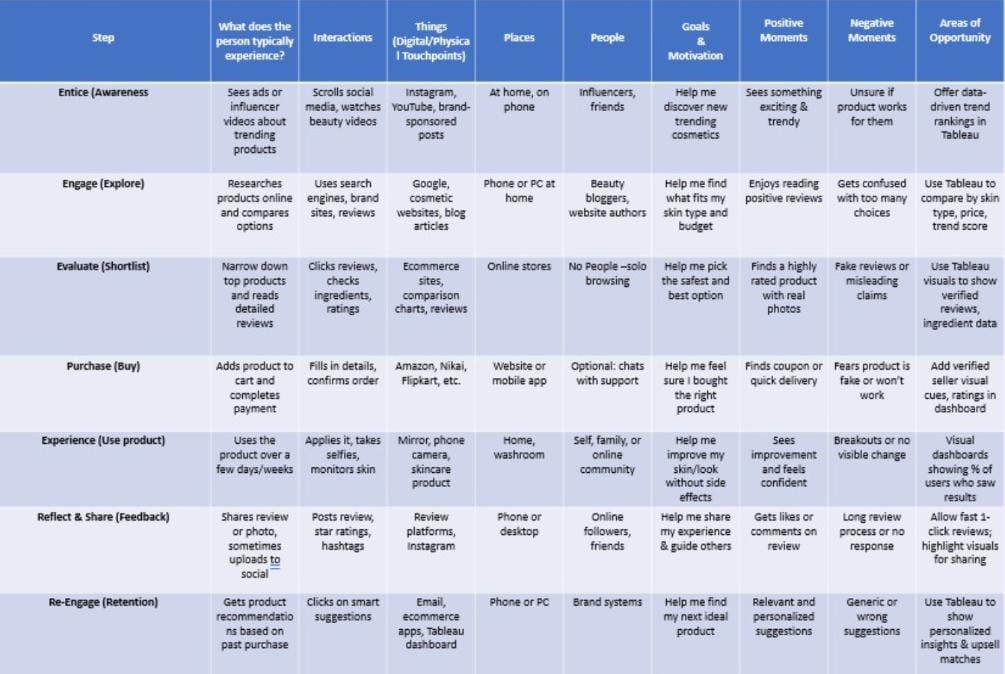 Step
What does the
person typically
experience?
Interactions
Things
(Digital/Physica
l Touchpoints)
Places
People
Goals
&
Motivation
Positive
Moments
Negative
Moments
Areas of
Opportunity
Entice (Awareness
Sees ads or
influencer
videos about
trending
products
Scrolls social
media, watches
beauty videos
Instagram,
YouTube, brand-
sponsored
posts
At home, on
phone
Influencers,
friends
Help me
discover new
trending
cosmetics
Sees something
exciting &
trendy
Unsure if
product works
for them
Offer data-
driven trend
rankings in
Tableau
Engage (Explore)
Researches
products online
and compares
options
Uses search
engines, brand
sites, reviews
Google,
cosmetic
websites, blog
articles
Phone or PC at
home
Beauty
bloggers,
website authors
Help me find
what fits my
skin type and
budget
Enjoys reading
positive reviews
Gets confused
with too many
choices
Use Tableau to
compare by skin
type, price,
trend score
Evaluate (Shortlist)
Narrow down
top products
and reads
detailed
reviews
Clicks reviews,
checks
ingredients,
ratings
Ecommerce
sites,
comparison
charts, reviews
Online stores
No People –solo
browsing
Help me pick
the safest and
best option
Finds a highly
rated product
with real
photos
Fake reviews or
misleading
claims
Use Tableau
visuals to show
verified
reviews,
ingredient data
Purchase (Buy)
Adds product to
cart and
completes
payment
Fills in details,
confirms order
Amazon, Nikai,
Flipkart, etc.
Website or
mobile app
Optional: chats
with support
Help me feel
sure I bought
the right
product
Finds coupon or
quick delivery
Fears product is
fake or won't
work
Add verified
seller visual
cues, ratings in
dashboard
Experience (Use product)
Uses the
product over a
few days/weeks
Applies it, takes
selfies,
monitors skin
Mirror, phone
camera,
skincare
product
Home,
washroom
Self, family, or
online
community
Help me
improve my
skin/look
without side
effects
Sees
improvement
and feels
confident
Breakouts or no
visible change
Visual
dashboards
showing % of
users who saw
results
Reflect & Share (Feedback)
Shares review
or photo,
sometimes
uploads to
social
Posts review,
star ratings,
hashtags
Review
platforms,
Instagram
Phone or
desktop
Online
followers,
friends
Help me share
my experience
& guide others
Gets likes or
comments on
review
Long review
process or no
response
Allow fast 1-
click reviews;
highlight visuals
for sharing
Re-Engage (Retention)
Gets product
recommendatio
ns based on
past purchase
Clicks on smart
suggestions
Email,
ecommerce
apps, Tableau
dashboard
Phone or PC
Brand systems
Help me find
my next ideal
product
Relevant and
personalized
suggestions
Generic or
wrong
suggestions
Use Tableau to
show
personalized
insights & upsell
matches